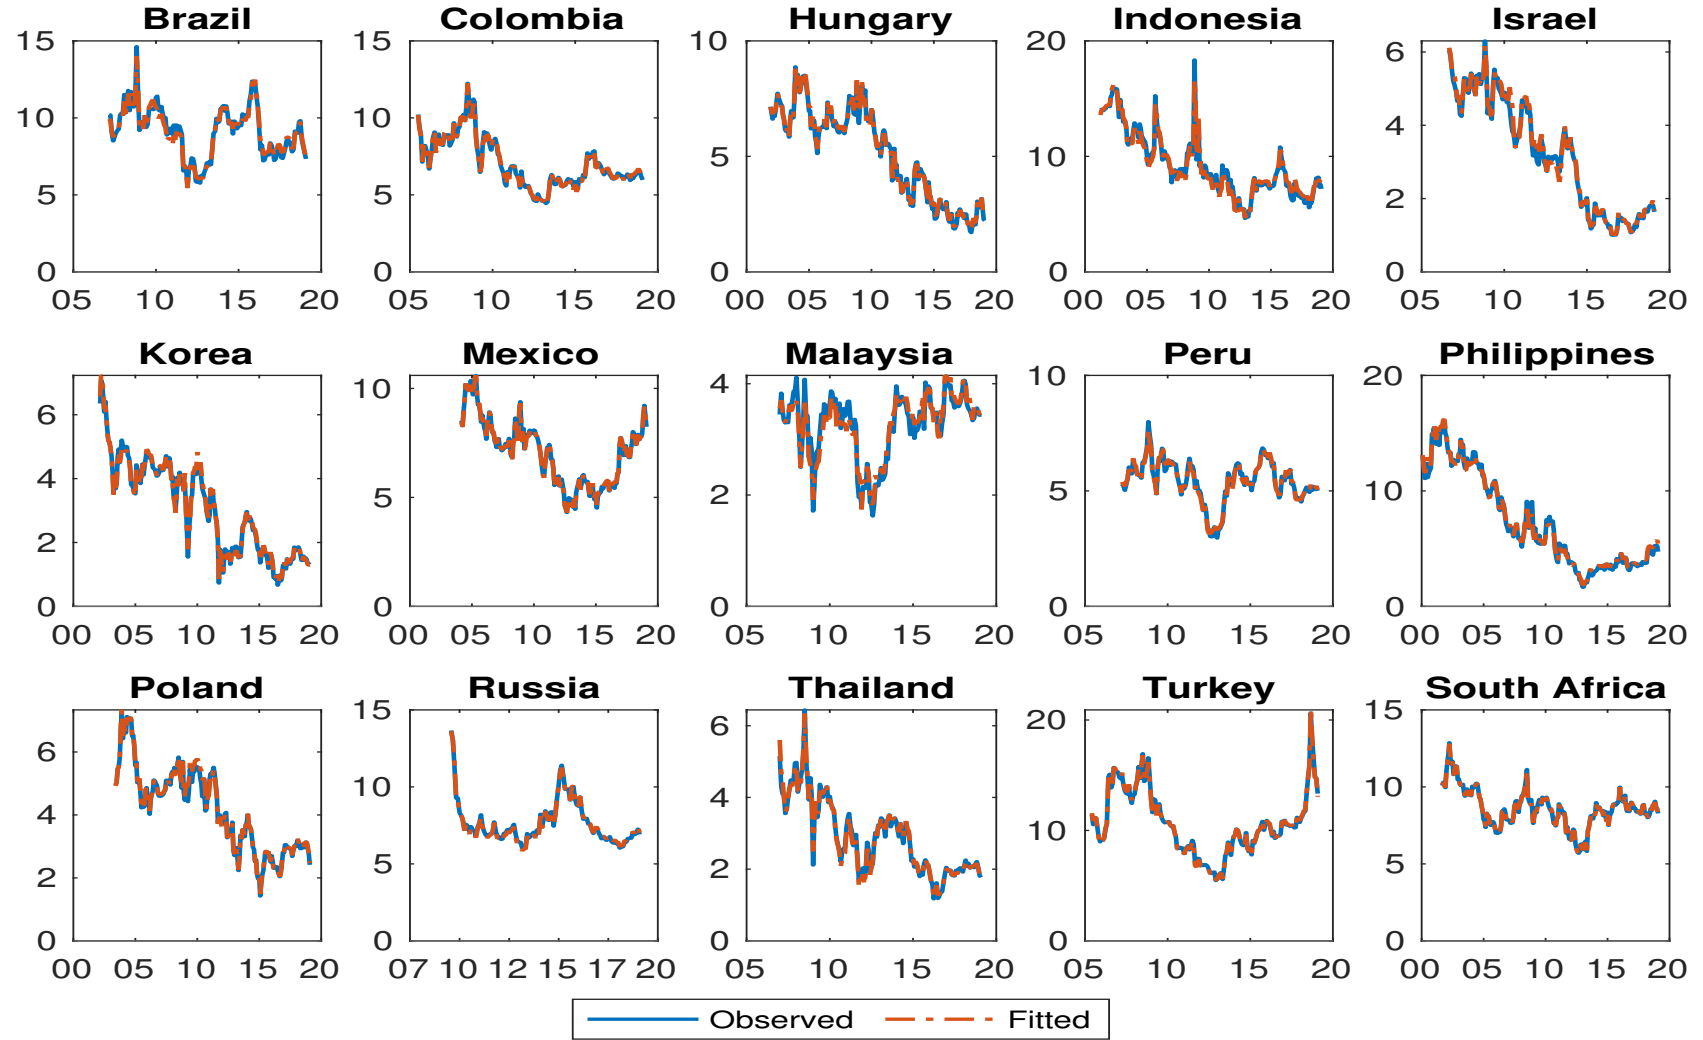 Brazil Colombia Hungary Indonesia Israel
15 15 10 20 6
10 10 5 10 4
5 5 2
0 0 0 0 0
05 10 15 20 05 10 15 20 00 05 10 15 20 00 05 10 15 20 05 10 15 20
Korea Mexico Malaysia Peru Philippines
6 10 4 10 20
4 5 2 5 10
2
0 0 0 0 0
00 05 10 15 20 00 05 10 15 20 05 10 15 20 05 10 15 20 00 05 10 15 20
Poland Russia Thailand Turkey South Africa
6 15 6 20 15
4 10 4 10 10
2 5 2 5
0 0 0 0 0
00 05 10 15 20 07 10 12 15 17 20 05 10 15 20 05 10 15 20 00 05 10 15 20
Observed Fitted